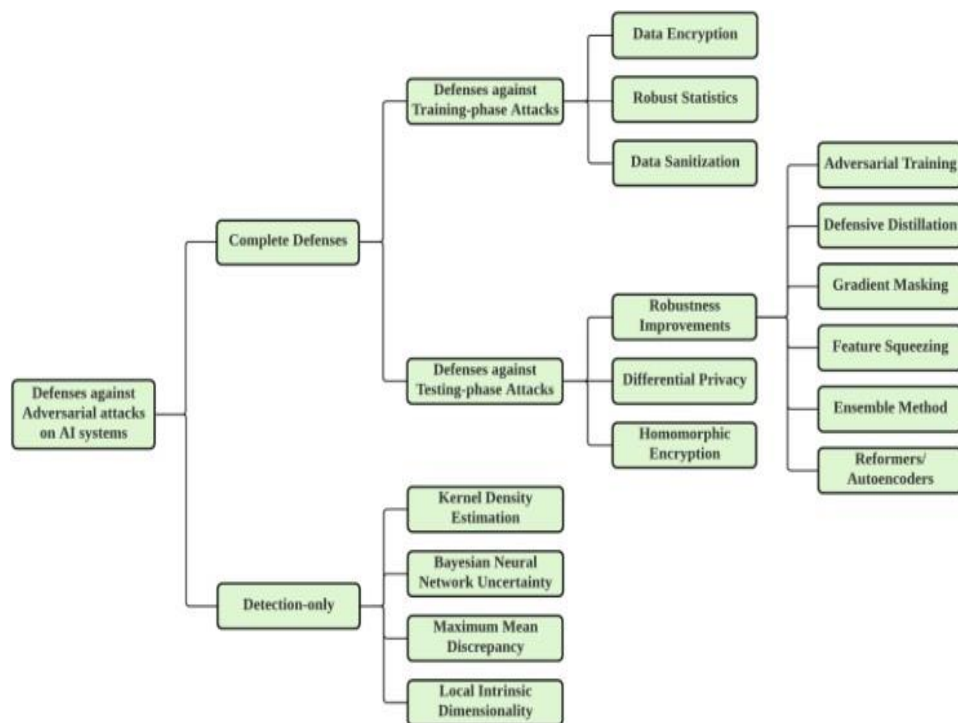 Data Encryption
Defenses against
Training-phase Attacks
Robust Statistics
Data Sanitization
Adversarial Training
Defensive Distillation
Complete Defenses
Gradient Masking
Robustness
Improvements
Feature Squeezing
Defenses against
Testing-phase Attacks
Differential Privacy
Defenses against
Adversarial attacks
on AI systems
Ensemble Method
Homomorphic
Encryption
Reformers/
Autoencoders
Kernel Density
Estimation
Bayesian Neural
Network Uncertainty
Detection-only
Maximum Mean
Discrepancy
Local Intrinsic
Dimensionality